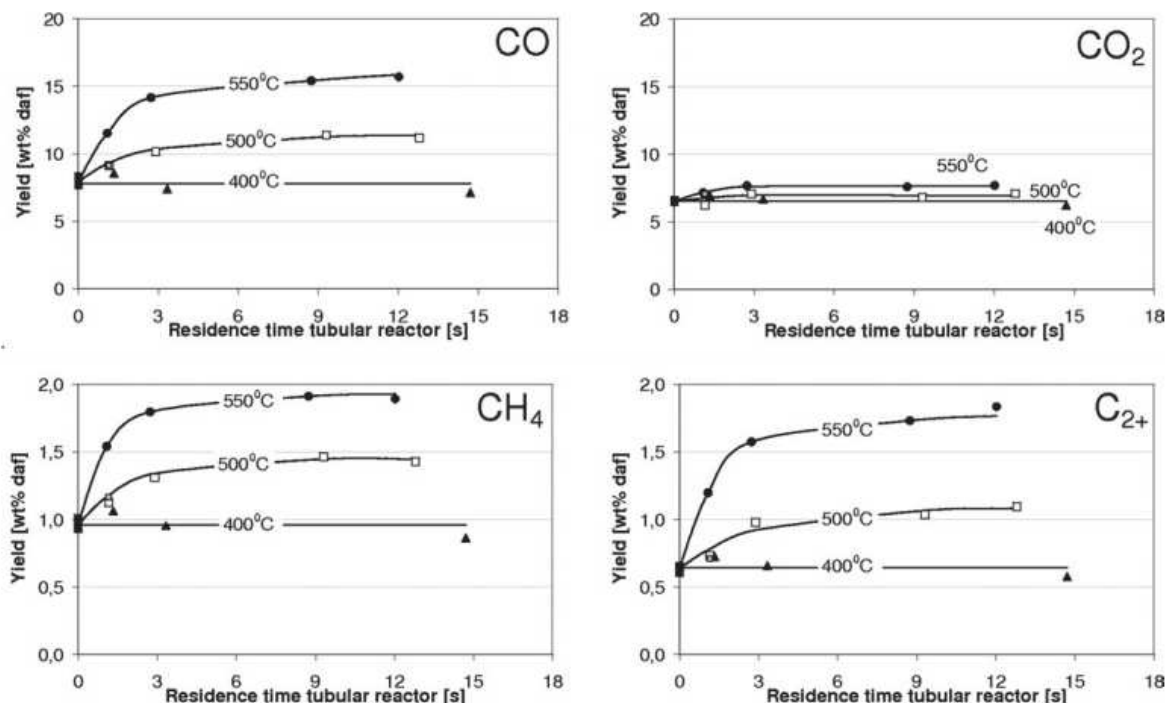 CO
Yield [wt% daf]
20
15
10
5
0
550⁰C
500⁰C
400⁰C
0 3 6 9 12 15 18
Residence time tubular reactor [s]
CO₂
Yield [wt% daf]
20
15
10
5
0
550⁰C
500⁰C
400⁰C
0 3 6 9 12 15 18
Residence time tubular reactor [s]
CH₄
Yield [wt% daf]
2,0
1,5
1,0
0,5
0,0
550⁰C
500⁰C
400⁰C
0 3 6 9 12 15 18
Residence time tubular reactor [s]
C₂₊
Yield [wt% daf]
2,0
1,5
1,0
0,5
0,0
550⁰C
500⁰C
400⁰C
0 3 6 9 12 15 18
Residence time tubular reactor [s]